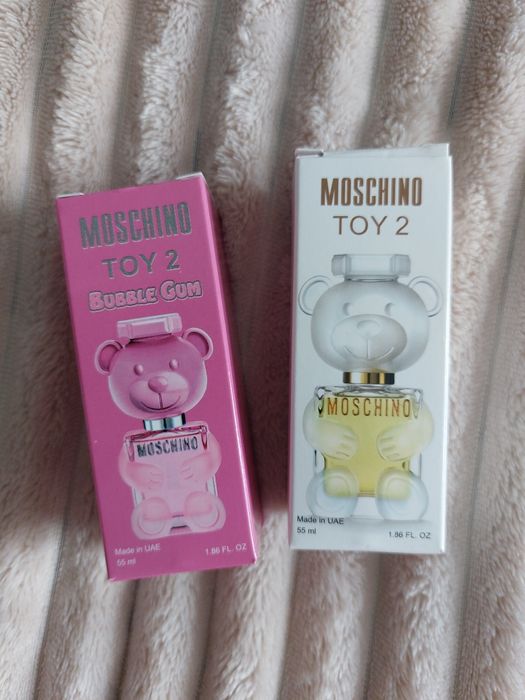 MOSCHINO
TOY 2
BUBBLE GUM
MOSCHINO
Made in UAE
55 ml
1.86 FL. OZ
MOSCHINO
TOY 2
MOSCHINO
Made in UAE
55 ml
1.86 FL. OZ